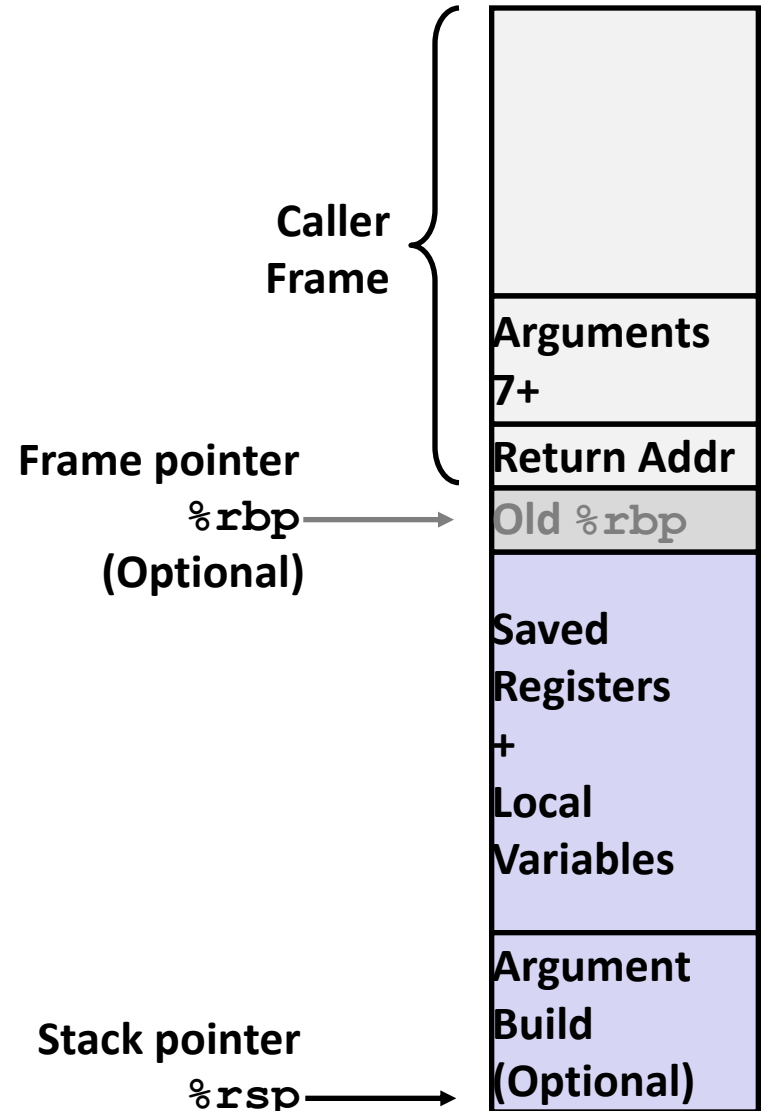 Caller
Frame
Arguments
7+
Return Addr
Frame pointer
%rbp
(Optional)
Old %rbp
Saved
Registers
+
Local
Variables
Argument
Build
(Optional)
Stack pointer
%rsp